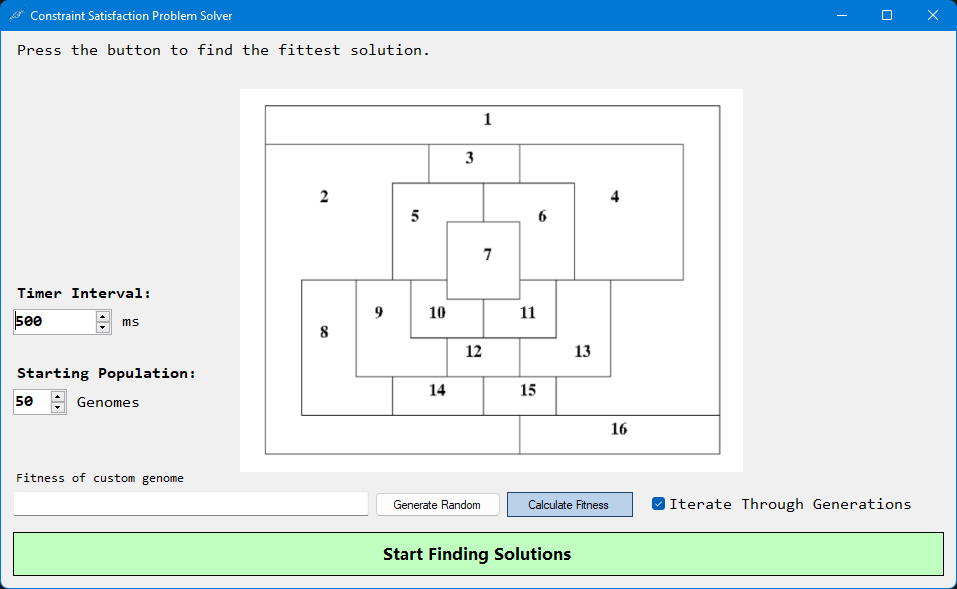 Constraint Satisfaction Problem Solver
Press the button to find the fittest solution.
1
3
2
4
5
6
7
Timer Interval:
500 ms
9
10
11
8
12
13
Starting Population:
14
15
50 Genomes
16
Fitness of custom genome
Generate Random
Calculate Fitness
Iterate Through Generations
Start Finding Solutions